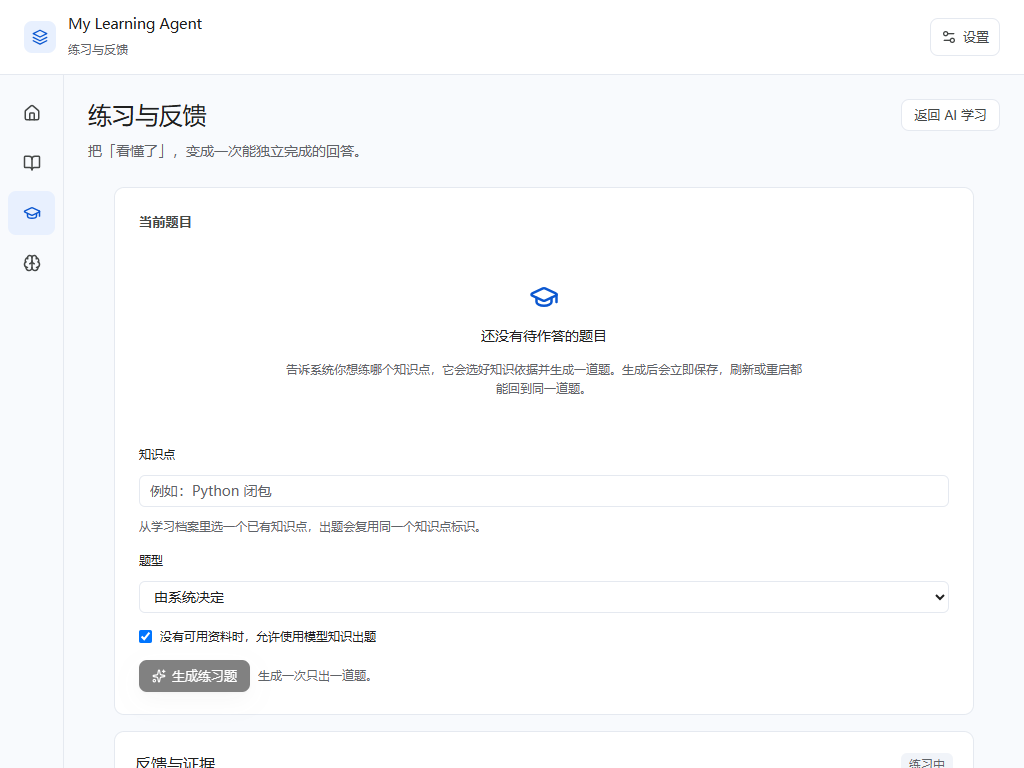 My Learning Agent
练习与反馈
设置
练习与反馈
返回 AI 学习
把「看懂了」，变成一次能独立完成的回答。
当前题目
还没有待作答的题目
告诉系统你想练哪个知识点，它会选好知识依据并生成一道题。生成后会立即保存，刷新或重启都
能回到同一道题。
知识点
例如：Python 闭包
从学习档案里选一个已有知识点，出题会复用同一个知识点标识。
题型
由系统决定
没有可用资料时，允许使用模型知识出题
生成练习题
生成一次只出一道题。
反馈与证据
练习中